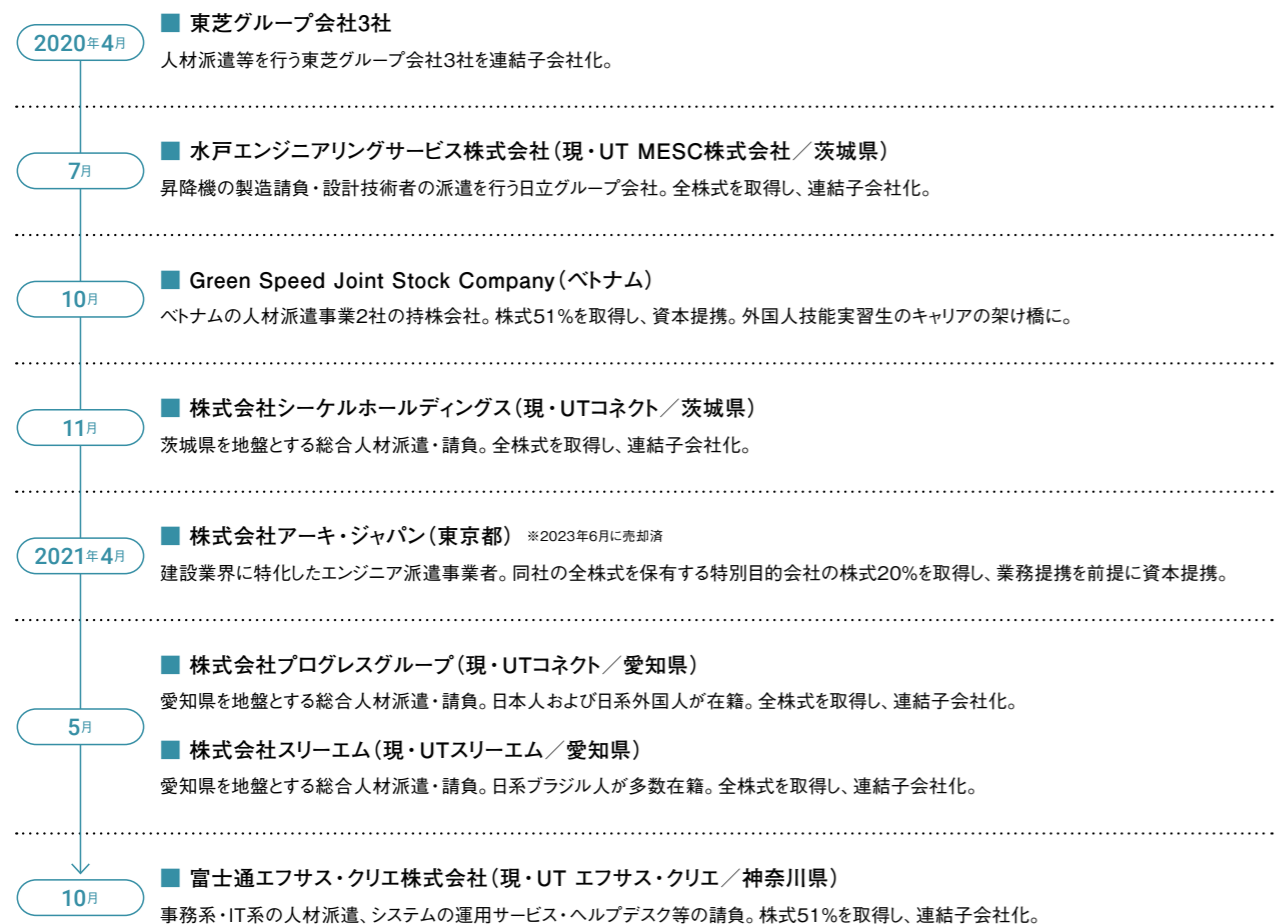 2020年4月
■ 東芝グループ会社3社
人材派遣等を行う東芝グループ会社3社を連結子会社化。
7月
■ 水戸エンジニアリングサービス株式会社(現・UT MESC株式会社/茨城県)
昇降機の製造請負・設計技術者の派遣を行う日立グループ会社。全株式を取得し、連結子会社化。
10月
■ Green Speed Joint Stock Company(ベトナム)
ベトナムの人材派遣事業2社の持株会社。株式51%を取得し、資本提携。外国人技能実習生のキャリアの架け橋に。
11月
■ 株式会社シーケルホールディングス(現・UTコネクト/茨城県)
茨城県を地盤とする総合人材派遣・請負。全株式を取得し、連結子会社化。
2021年4月
■ 株式会社アーキ・ジャパン(東京都) ※2023年6月に売却済
建設業界に特化したエンジニア派遣事業者。同社の全株式を保有する特別目的会社の株式20%を取得し、業務提携を前提に資本提携。
5月
■ 株式会社プログレスグループ(現・UTコネクト/愛知県)
愛知県を地盤とする総合人材派遣・請負。日本人および日系外国人が在籍。全株式を取得し、連結子会社化。
■ 株式会社スリーエム(現・UTスリーエム/愛知県)
愛知県を地盤とする総合人材派遣・請負。日系ブラジル人が多数在籍。全株式を取得し、連結子会社化。
10月
■ 富士通エフサス・クリエ株式会社(現・UT エフサス・クリエ/神奈川県)
事務系・IT系の人材派遣、システムの運用サービス・ヘルプデスク等の請負。株式51%を取得し、連結子会社化。